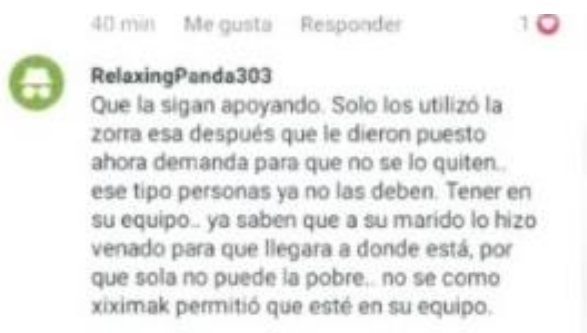 40 min Me gusta Responder 1
RelaxingPanda303
Que la sigan apoyando. Solo los utilizó la
zorra esa después que le dieron puesto
ahora demanda para que no se lo quiten..
ese tipo personas ya no las deben. Tener en
su equipo.. ya saben que a su marido lo hizo
venado para que llegara a donde está, por
que sola no puede la pobre.. no se como
xiximak permitió que esté en su equipo.